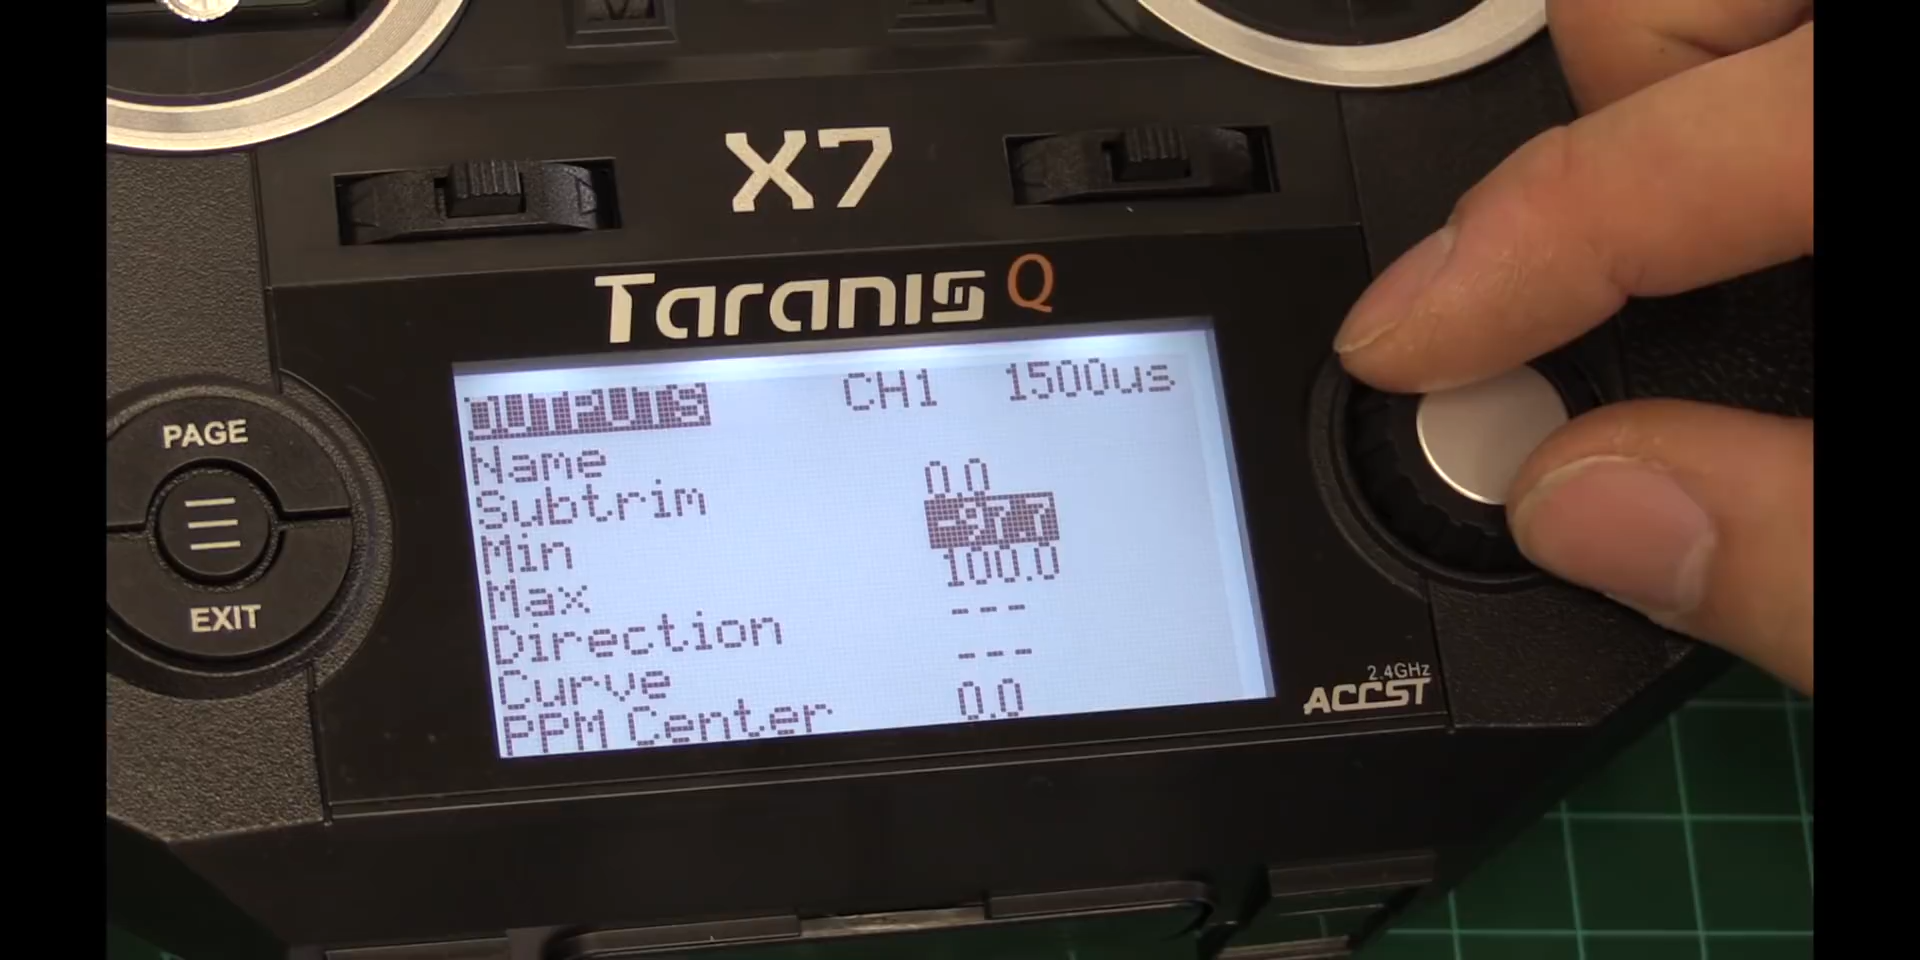 X7
Taranis Q
OUTPUTS CH1 1500us
Name
Subtrim 0.0
Min -97.7
Max 100.0
Direction ---
Curve ---
PPM Center 0.0
PAGE
EXIT
2.4GHz
ACCST